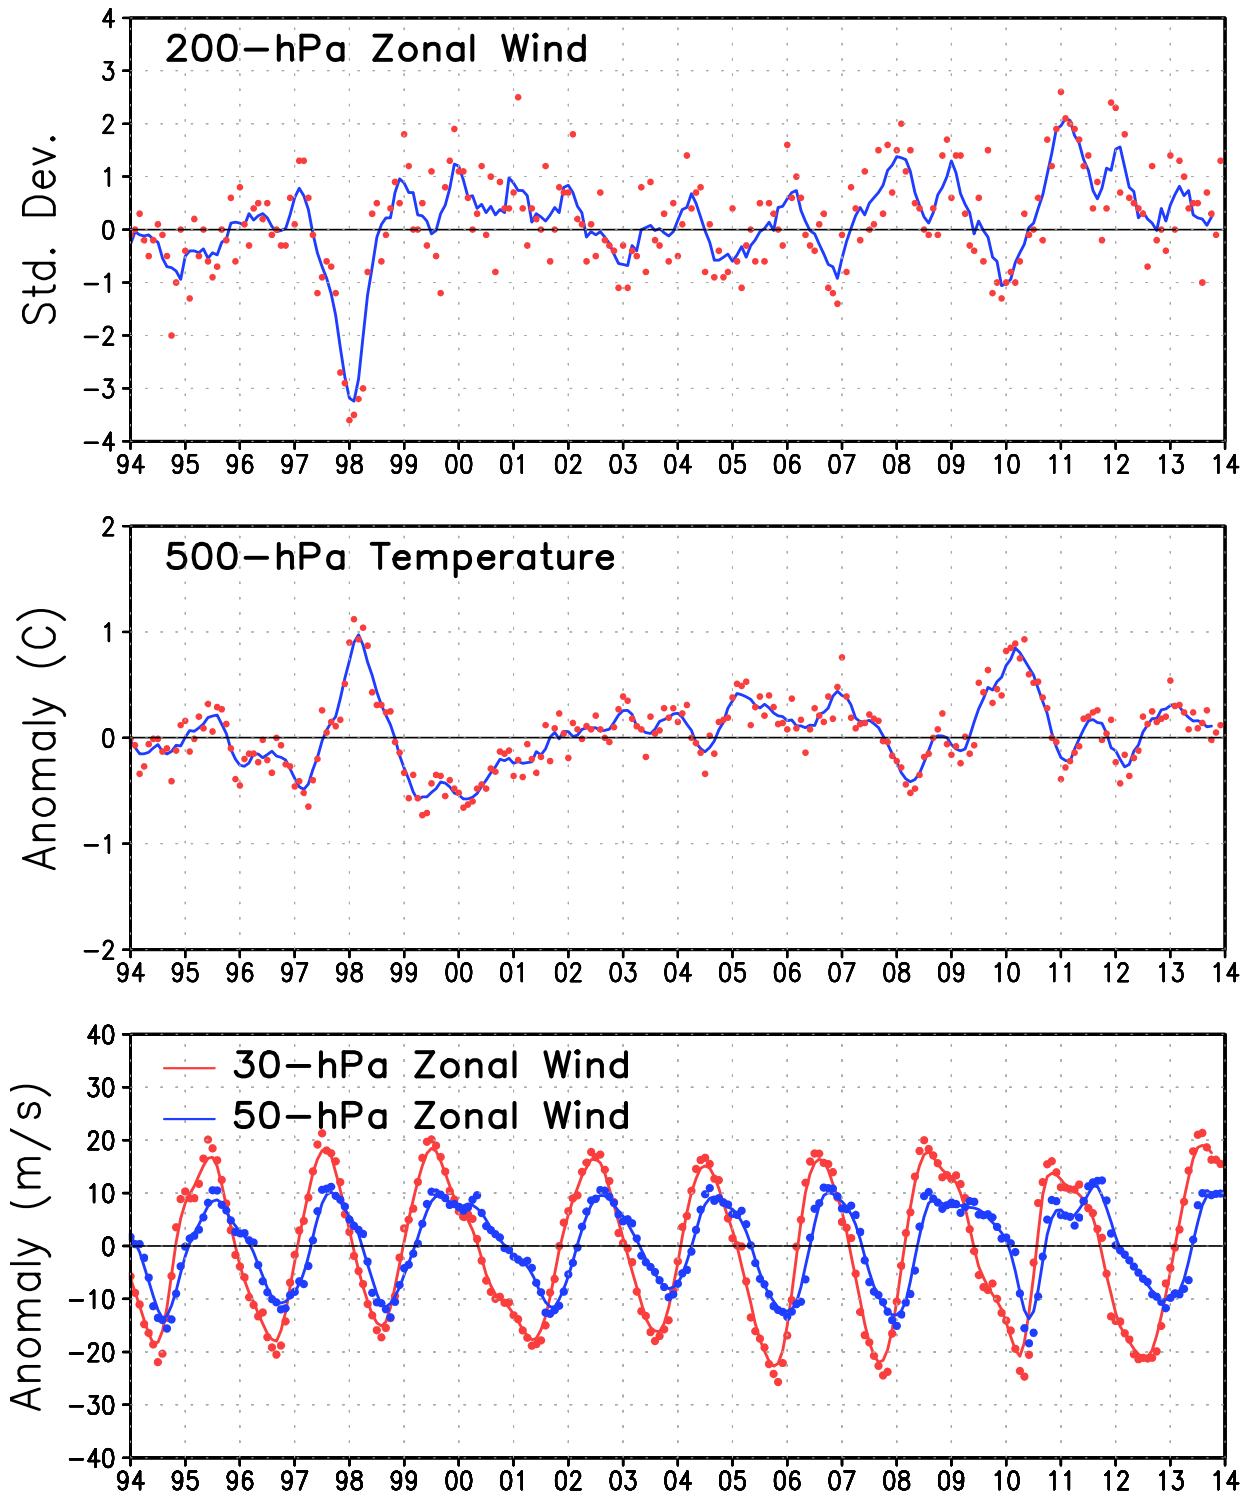 200-hPa Zonal Wind
Std. Dev.
4
3
2
1
0
-1
-2
-3
-4
94 95 96 97 98 99 00 01 02 03 04 05 06 07 08 09 10 11 12 13 14
500-hPa Temperature
Anomaly (C)
2
1
0
-1
-2
94 95 96 97 98 99 00 01 02 03 04 05 06 07 08 09 10 11 12 13 14
30-hPa Zonal Wind
50-hPa Zonal Wind
Anomaly (m/s)
40
30
20
10
0
-10
-20
-30
-40
94 95 96 97 98 99 00 01 02 03 04 05 06 07 08 09 10 11 12 13 14